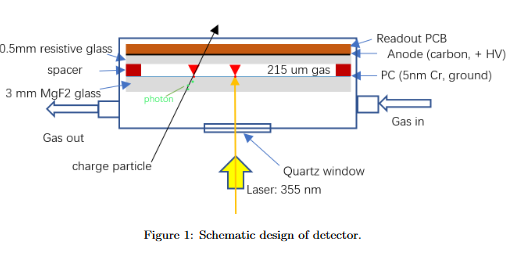 Readout PCB
0.5mm resistive glass
Anode (carbon, + HV)
spacer
215 um gas
PC (5nm Cr, ground)
3 mm MgF2 glass
photon
Gas in
Gas out
charge particle
Quartz window
Laser: 355 nm
Figure 1: Schematic design of detector.